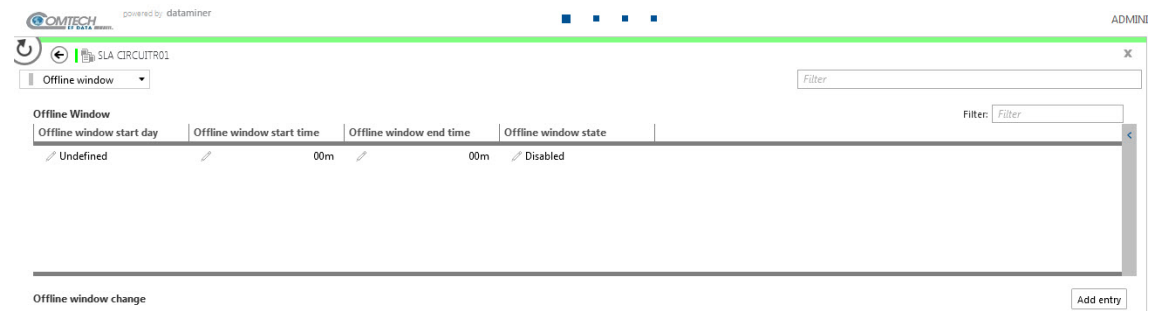 COMTECH powered by dataminer
EF DATA
ADMINI
SLA CIRCUITR01 X
Offline window Filter
Offline Window Filter: Filter
Offline window start day Offline window start time Offline window end time Offline window state <
Undefined 00m 00m Disabled
Offline window change Add entry